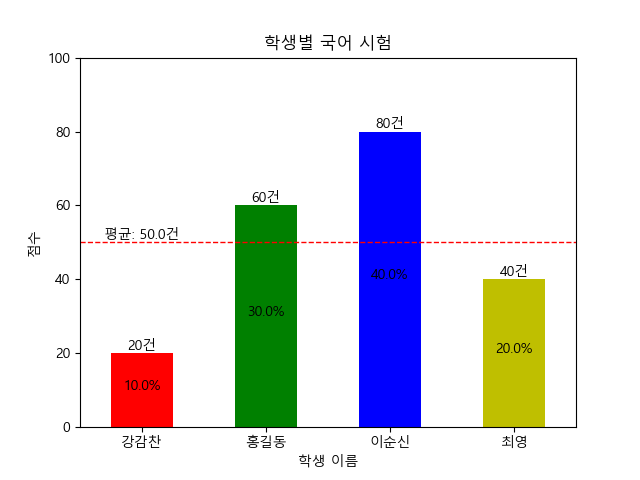 학생별 국어 시험
100
80
60
40
20
0
점수
평균: 50.0건
20건
60건
80건
40건
10.0%
30.0%
40.0%
20.0%
강감찬 홍길동 이순신 최영
학생 이름